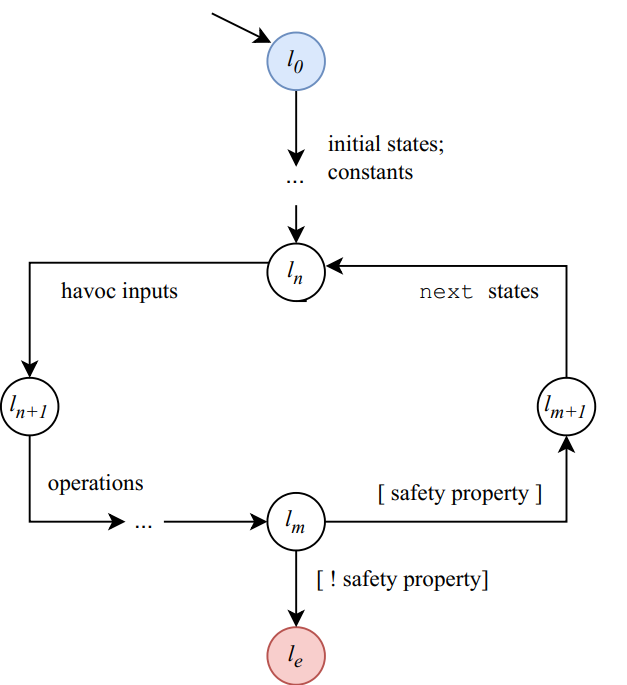 l0
initial states;
constants
...
ln
havoc inputs
next states
ln+1
lm+1
operations
[ safety property ]
...
lm
[ ! safety property]
le